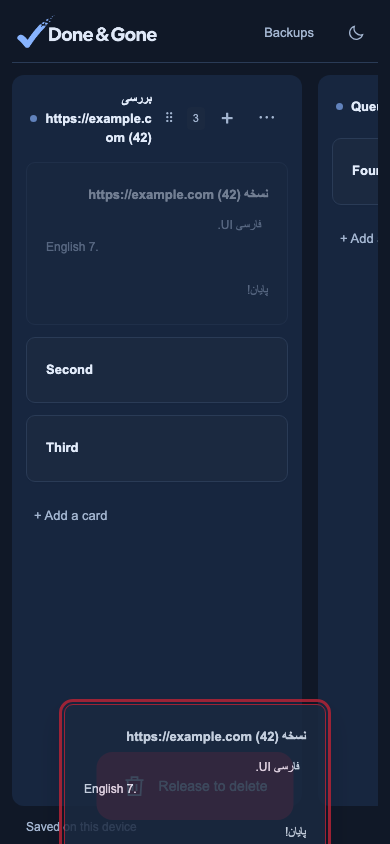 Done & Gone
Backups
بررسی
https://example.c
om (42)
3
Queu
نسخه https://example.com (42)
فارسی UI.
English 7.
پایان!
Four
+ Add a
Second
Third
+ Add a card
نسخه https://example.com (42)
فارسی UI.
English 7.
Release to delete
Saved on this device
پایان!